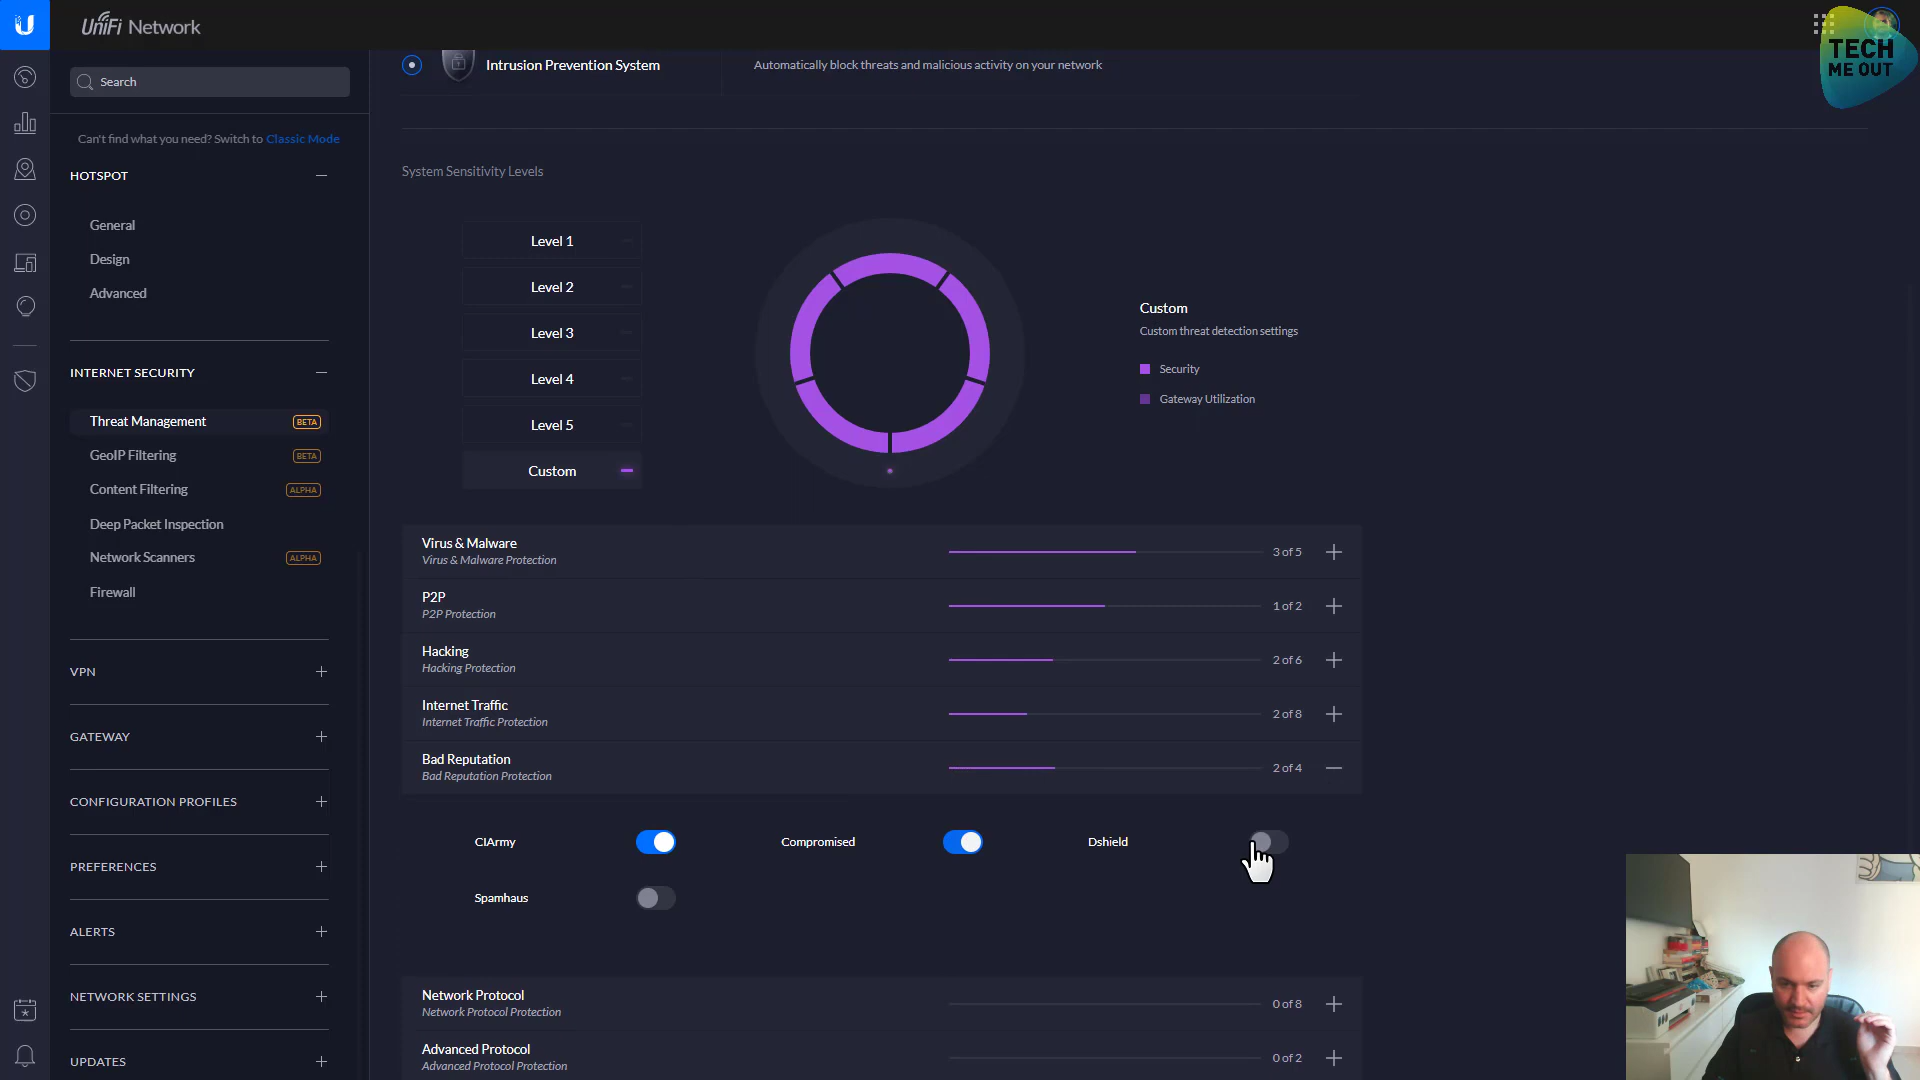 UniFi Network
TECH
ME OUT
Search
Can't find what you need? Switch to Classic Mode
HOTSPOT
General
Design
Advanced
INTERNET SECURITY
Threat Management BETA
GeoIP Filtering BETA
Content Filtering ALPHA
Deep Packet Inspection
Network Scanners ALPHA
Firewall
VPN
GATEWAY
CONFIGURATION PROFILES
PREFERENCES
ALERTS
NETWORK SETTINGS
UPDATES
Intrusion Prevention System
Automatically block threats and malicious activity on your network
System Sensitivity Levels
Level 1
Level 2
Level 3
Level 4
Level 5
Custom
Custom
Custom threat detection settings
Security
Gateway Utilization
Virus & Malware
Virus & Malware Protection
3 of 5
P2P
P2P Protection
1 of 2
Hacking
Hacking Protection
2 of 6
Internet Traffic
Internet Traffic Protection
2 of 8
Bad Reputation
Bad Reputation Protection
2 of 4
CIArmy
Compromised
Dshield
Spamhaus
Network Protocol
Network Protocol Protection
0 of 8
Advanced Protocol
Advanced Protocol Protection
0 of 2